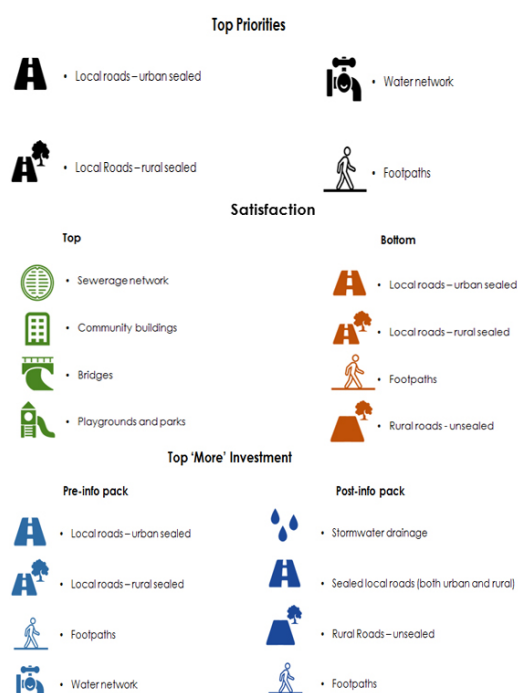 Top Priorities
• Local roads – urban sealed
• Water network
• Local Roads – rural sealed
• Footpaths
Satisfaction
Top
Bottom
• Sewerage network
• Local roads – urban sealed
• Community buildings
• Local roads – rural sealed
• Bridges
• Footpaths
• Playgrounds and parks
• Rural roads - unsealed
Top ‘More’ Investment
Pre-info pack
Post-info pack
• Local roads – urban sealed
• Stormwater drainage
• Local roads – rural sealed
• Sealed local roads (both urban and rural)
• Footpaths
• Rural Roads – unsealed
• Water network
• Footpaths